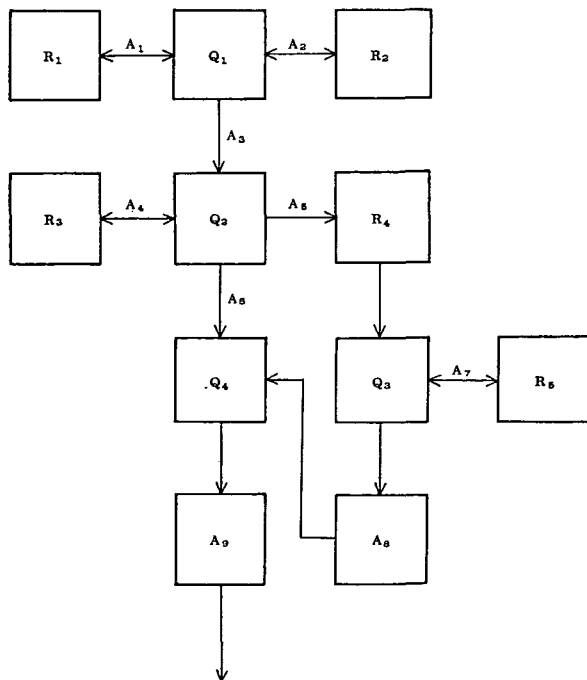 R₁ A₁ Q₁ A₂ R₂
A₃
R₃ A₄ Q₂ A₅ R₄
A₆
Q₄ Q₃ A₇ R₅
A₉ A₈